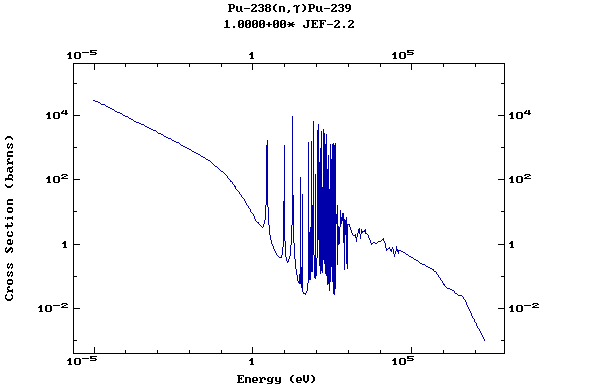 Pu-238(n,γ)Pu-239
1.0000+00* JEF-2.2
10⁻⁵ 1 10⁵
10⁴ 10⁴
10² 10²
1 1
10⁻² 10⁻²
10⁻⁵ 1 10⁵
Cross Section (barns)
Energy (eV)